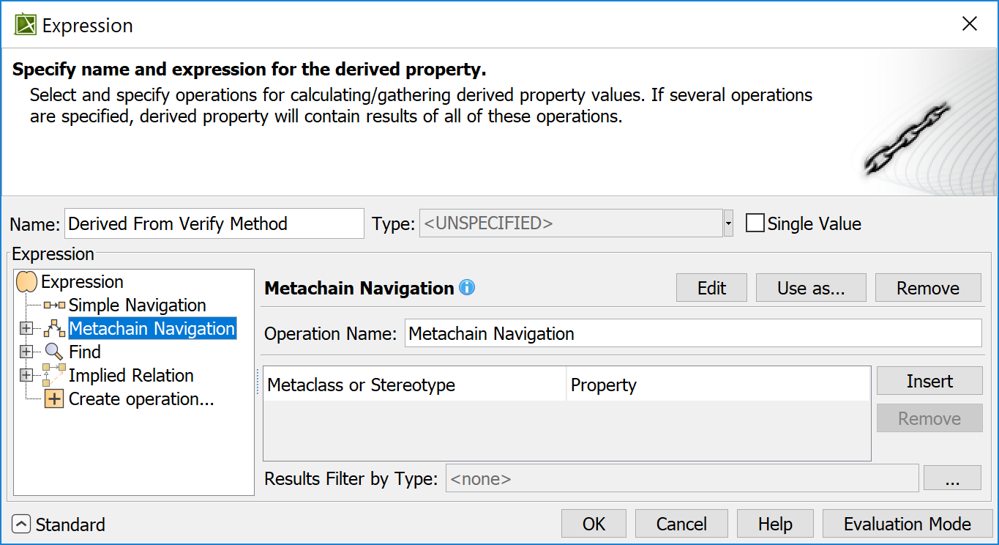 Expression
Specify name and expression for the derived property.
Select and specify operations for calculating/gathering derived property values. If several operations
are specified, derived property will contain results of all of these operations.
Name: Derived From Verify Method Type: <UNSPECIFIED> Single Value
Expression
Expression
Simple Navigation
Metachain Navigation
Find
Implied Relation
Create operation...
Metachain Navigation Edit Use as... Remove
Operation Name: Metachain Navigation
Metaclass or Stereotype Property Insert
Remove
Results Filter by Type: <none> ...
Standard OK Cancel Help Evaluation Mode